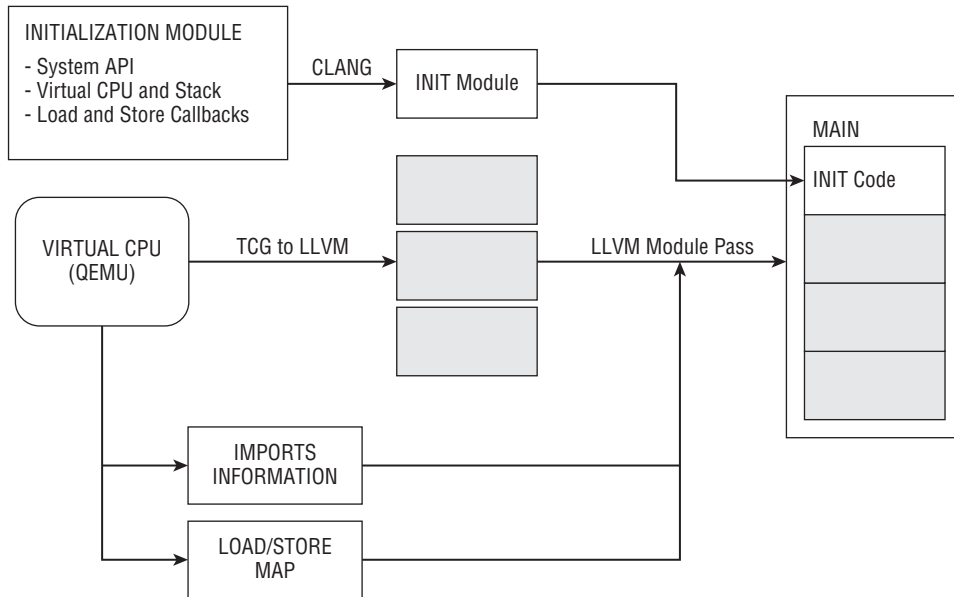 INITIALIZATION MODULE
- System API
- Virtual CPU and Stack
- Load and Store Callbacks
CLANG
INIT Module
MAIN
INIT Code
VIRTUAL CPU
(QEMU)
TCG to LLVM
LLVM Module Pass
IMPORTS
INFORMATION
LOAD/STORE
MAP